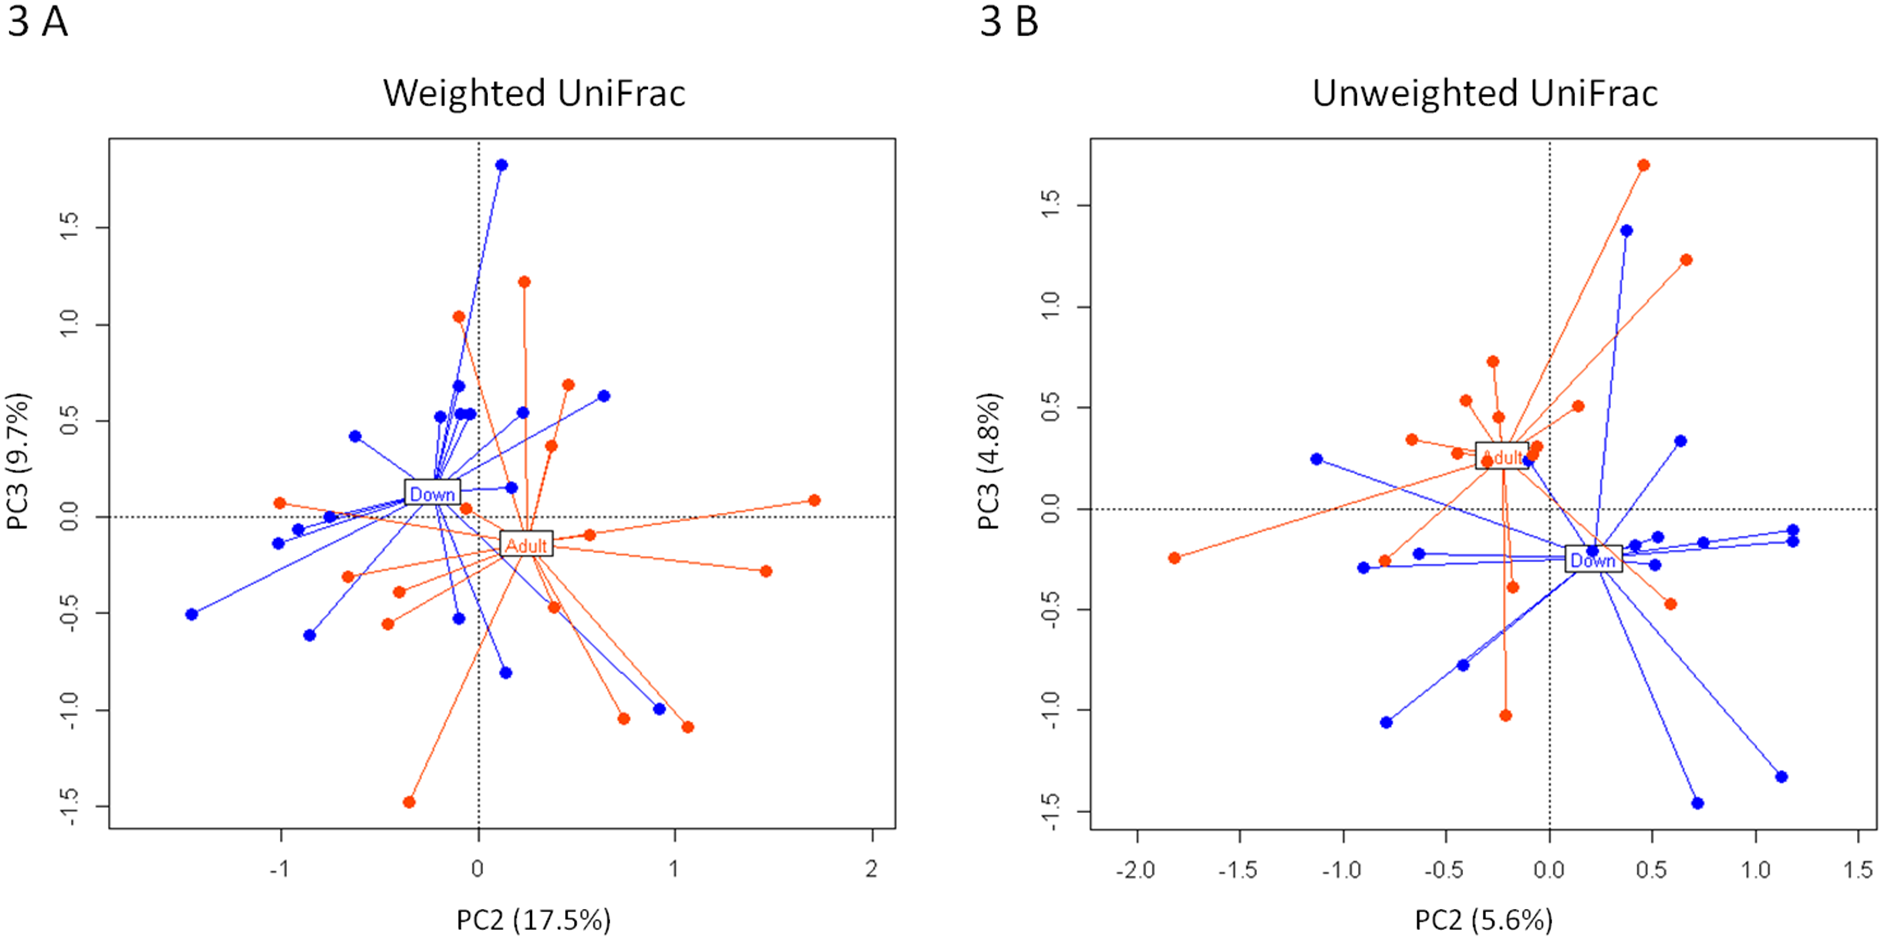 3 A
3 B
Weighted UniFrac
Unweighted UniFrac
PC3 (9.7%)
1.5
1.0
0.5
0.0
-0.5
-1.0
-1.5
Down
Adult
-1
0
1
2
PC2 (17.5%)
PC3 (4.8%)
1.5
1.0
0.5
0.0
-0.5
-1.0
-1.5
Adult
Down
-2.0
-1.5
-1.0
-0.5
0.0
0.5
1.0
1.5
PC2 (5.6%)